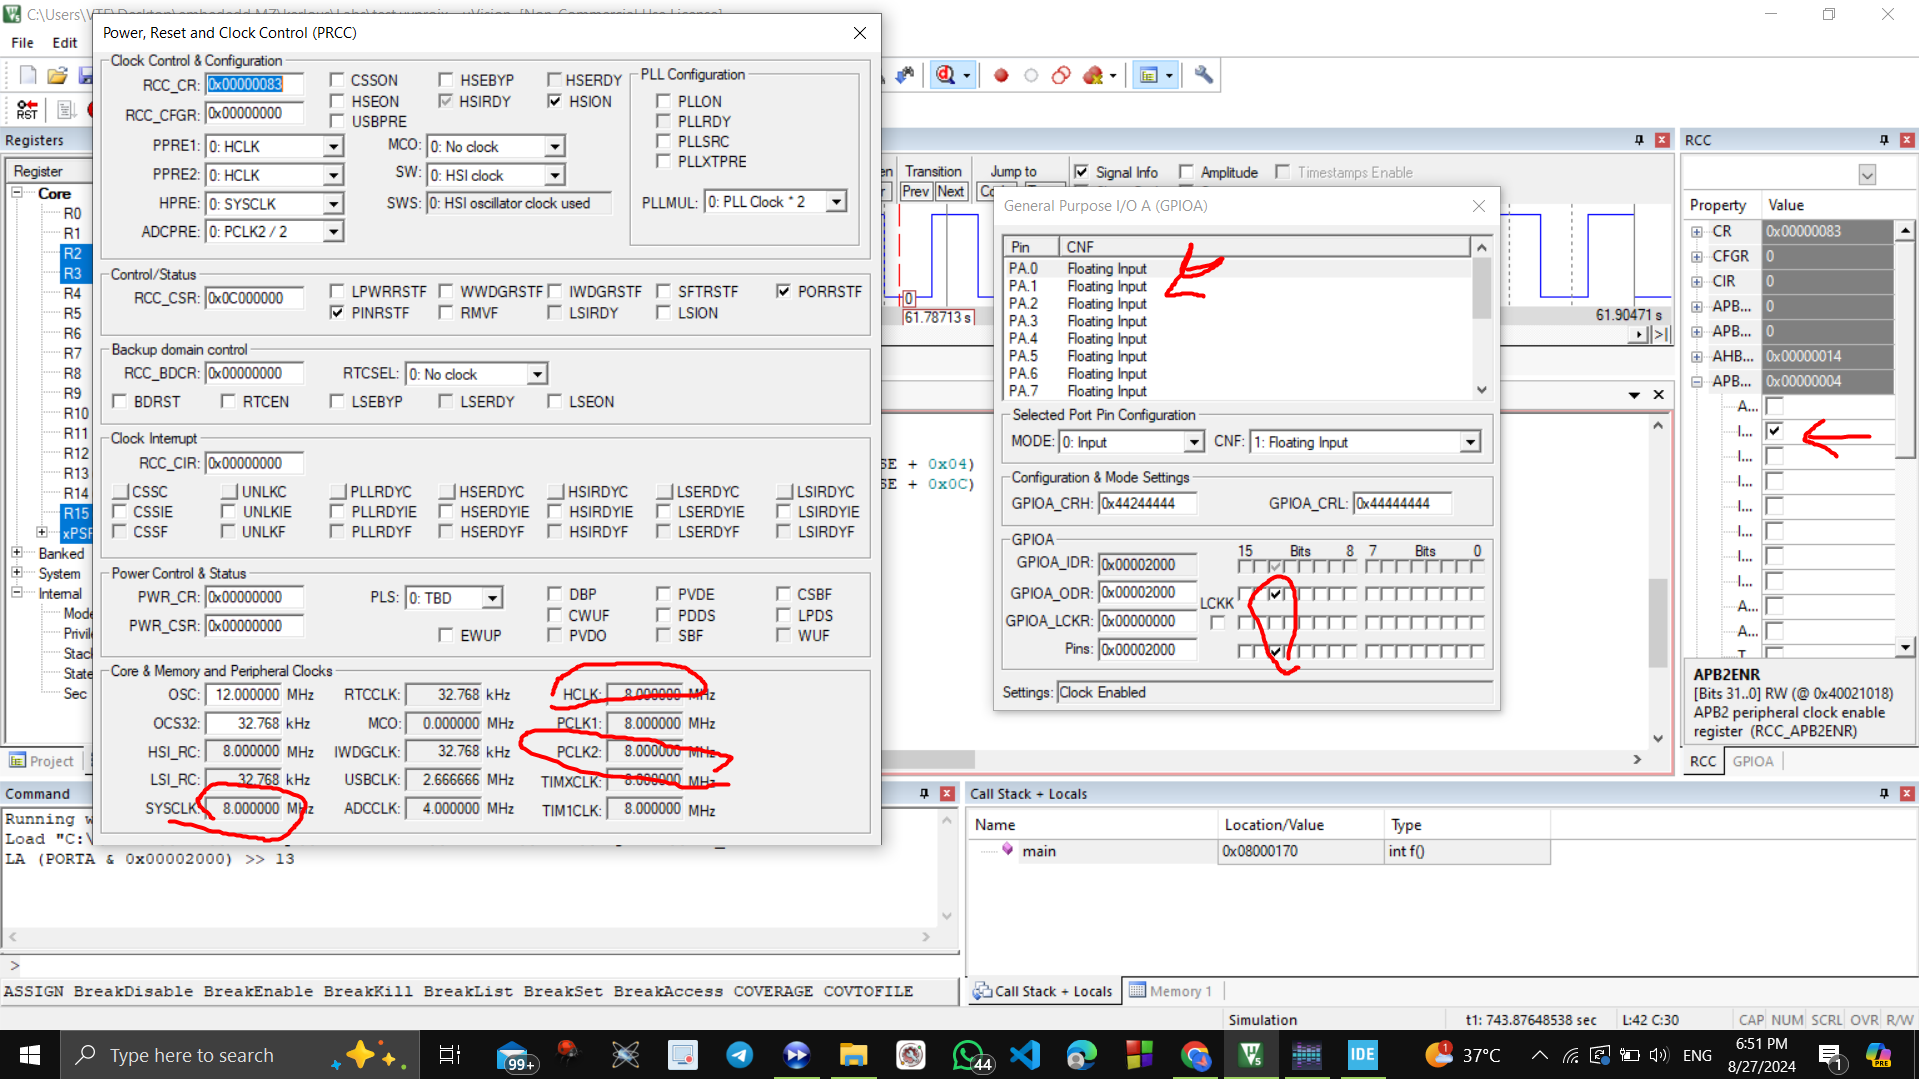 File Edit
Power, Reset and Clock Control (PRCC)
Clock Control & Configuration
RCC_CR: 0x00000083 CSSON HSEBYP HSERDY
HSEON HSIRDY HSION
RCC_CFGR: 0x00000000 USBPRE
PPRE1: 0: HCLK MCO: 0: No clock
PPRE2: 0: HCLK SW: 0: HSI clock
HPRE: 0: SYSCLK SWS: 0: HSI oscillator clock used
ADCPRE: 0: PCLK2 / 2
PLL Configuration
PLLON
PLLRDY
PLLSRC
PLLXTPRE
PLLMUL: 0: PLL Clock * 2
Control/Status
RCC_CSR: 0x0C000000 LPWRRSTF WWDGRSTF IWDGRSTF SFTRSTF PORRSTF
PINRSTF RMVF LSIRDY LSION
Backup domain control
RCC_BDCR: 0x00000000 RTCSEL: 0: No clock
BDRST RTCEN LSEBYP LSERDY LSEON
Clock Interrupt
RCC_CIR: 0x00000000
CSSC UNLKC PLLRDYC HSERDYC HSIRDYC LSERDYC LSIRDYC
CSSIE UNLKIE PLLRDYIE HSERDYIE HSIRDYIE LSERDYIE LSIRDYIE
CSSF UNLKF PLLRDYF HSERDYF HSIRDYF LSERDYF LSIRDYF
Power Control & Status
PWR_CR: 0x00000000 PLS: 0: TBD DBP PVDE CSBF
CWUF PDDS LPDS
PWR_CSR: 0x00000000 EWUP PVDO SBF WUF
Core & Memory and Peripheral Clocks
OSC: 12.000000 MHz RTCCLK: 32.768 kHz HCLK: 8.000000 MHz
OCS32: 32.768 kHz MCO: 0.000000 MHz PCLK1: 8.000000 MHz
HSI_RC: 8.000000 MHz IWDGCLK: 32.768 kHz PCLK2: 8.000000 MHz
LSI_RC: 32.768 kHz USBCLK: 2.666666 MHz TIMXCLK: 8.000000 MHz
SYSCLK: 8.000000 MHz ADCCLK: 4.000000 MHz TIM1CLK: 8.000000 MHz
RST
Registers
Register
Core
R0
R1
R2
R3
R4
R5
R6
R7
R8
R9
R10
R11
R12
R13
R14
R15
xPSR
Banked
System
Internal
Mode
Sec
Project
Transition Jump to
Prev Next
Signal Info Amplitude Timestamps Enable
0
61.78713 s 61.90471 s
SE + 0x04)
SE + 0x0C)
General Purpose I/O A (GPIOA)
Pin CNF
PA.0 Floating Input
PA.1 Floating Input
PA.2 Floating Input
PA.3 Floating Input
PA.4 Floating Input
PA.5 Floating Input
PA.6 Floating Input
PA.7 Floating Input
Selected Port Pin Configuration
MODE: 0: Input CNF: 1: Floating Input
Configuration & Mode Settings
GPIOA_CRH: 0x44244444 GPIOA_CRL: 0x44444444
GPIOA
15 Bits 8 7 Bits 0
GPIOA_IDR: 0x00002000
GPIOA_ODR: 0x00002000
LCKK
GPIOA_LCKR: 0x00000000
Pins: 0x00002000
Settings: Clock Enabled
RCC
Property Value
CR 0x00000083
CFGR 0
CIR 0
APB... 0
APB... 0
AHB... 0x00000014
APB... 0x00000004
A...
I...
I...
I...
I...
I...
I...
I...
A...
A...
APB2ENR
[Bits 31..0] RW (@ 0x40021018)
APB2 peripheral clock enable
register (RCC_APB2ENR)
RCC GPIOA
Command
Load "C:\
LA (PORTA & 0x00002000) >> 13
>
ASSIGN BreakDisable BreakEnable BreakKill BreakList BreakSet BreakAccess COVERAGE COVTOFILE
Call Stack + Locals
Name Location/Value Type
main 0x08000170 int f()
Call Stack + Locals Memory 1
Simulation t1: 743.87648538 sec L:42 C:30 CAP NUM SCRL OVR R/W
Type here to search
99+
44
IDE
1
37°C
ENG
6:51 PM
8/27/2024
1
PRE